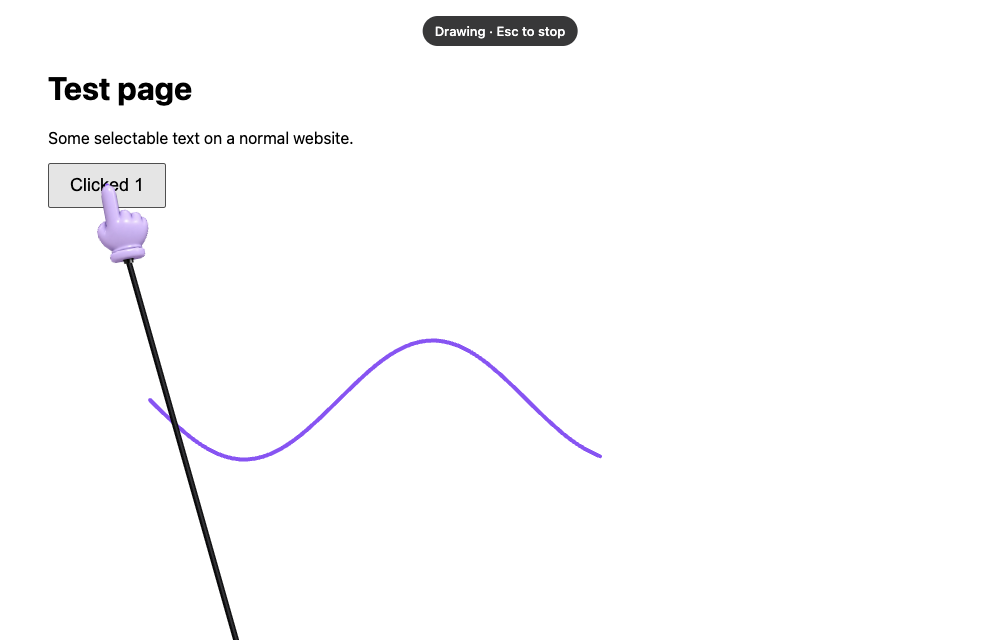 Drawing · Esc to stop
Test page
Some selectable text on a normal website.
Clicked 1